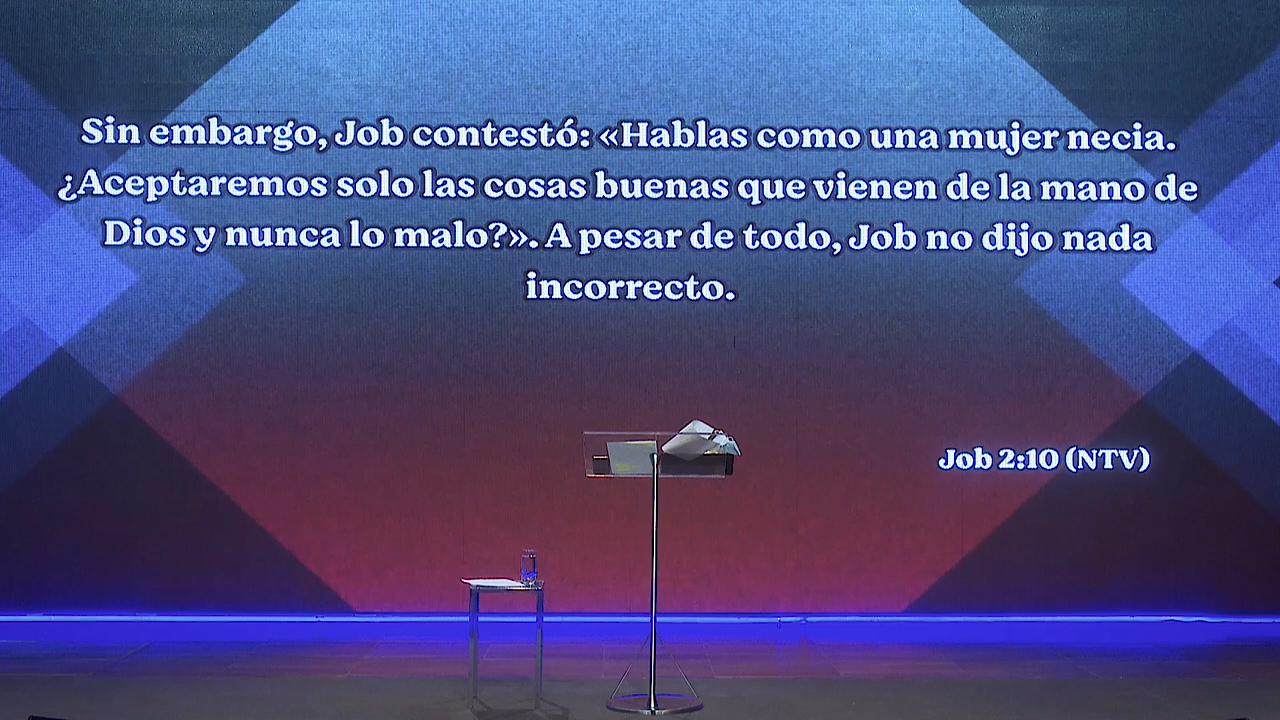 Sin embargo, Job contestó: «Hablas como una mujer necia.
¿Aceptaremos solo las cosas buenas que vienen de la mano de
Dios y nunca lo malo?». A pesar de todo, Job no dijo nada
incorrecto.
Job 2:10 (NTV)